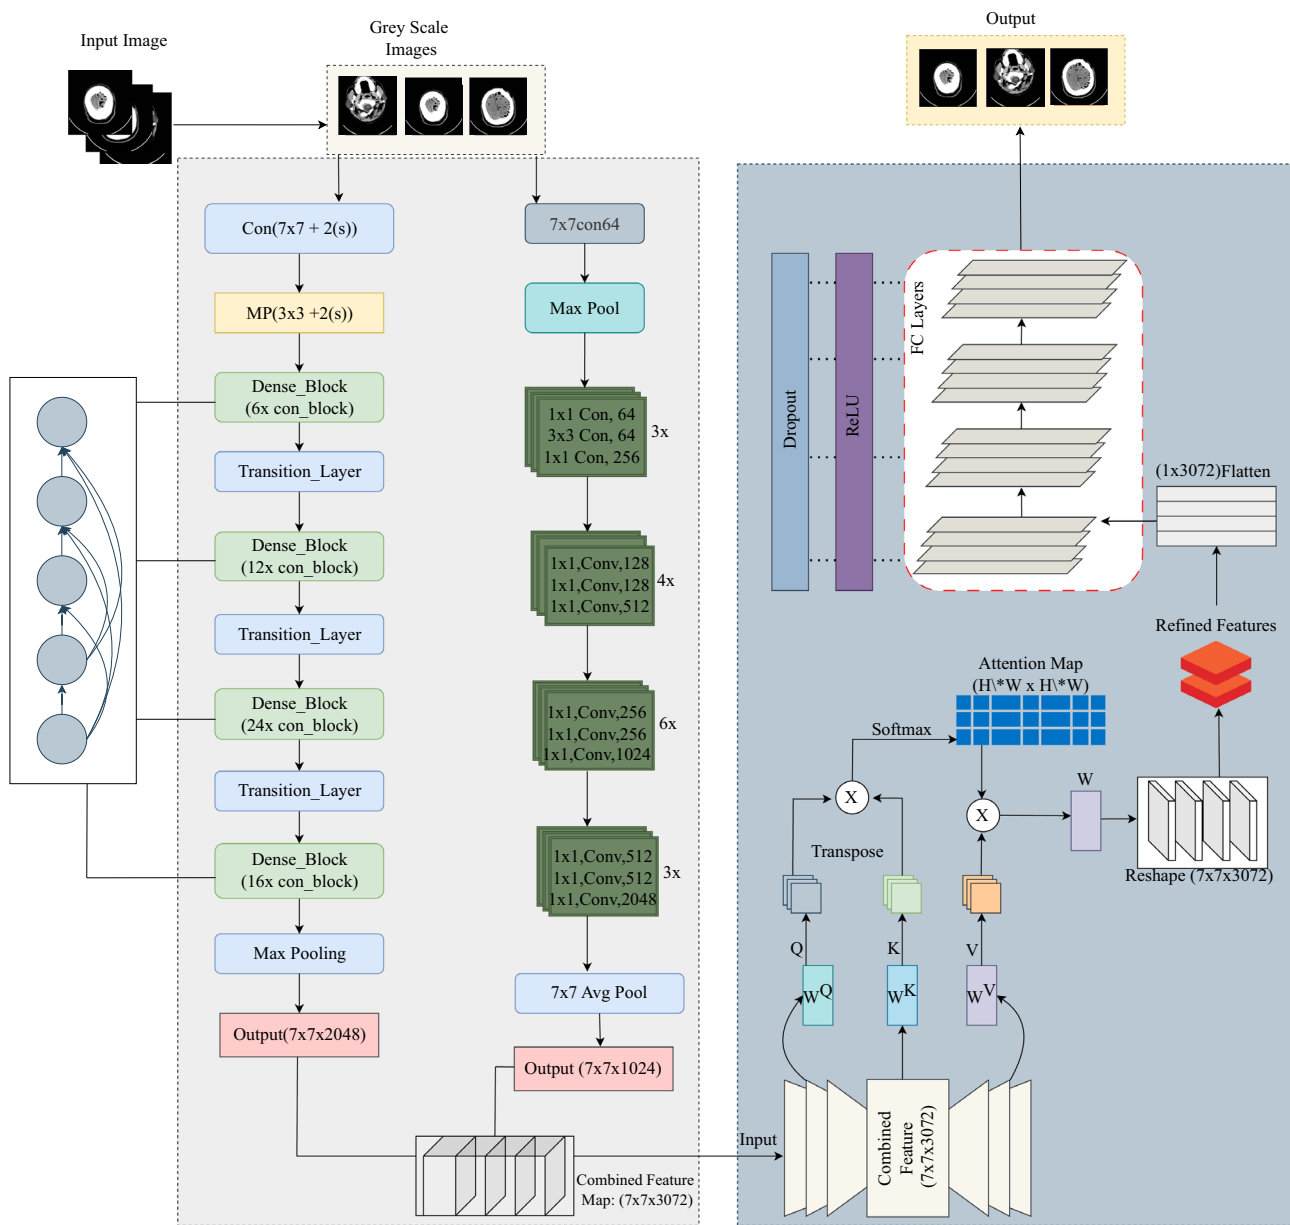 Input Image
Grey Scale
Images
Con(7x7 + 2(s))
MP(3x3 +2(s))
Dense_Block
(6x con_block)
Transition_Layer
Dense_Block
(12x con_block)
Transition_Layer
Dense_Block
(24x con_block)
Transition_Layer
Dense_Block
(16x con_block)
Max Pooling
Output(7x7x2048)
7x7con64
Max Pool
1x1 Con, 64
3x3 Con, 64
1x1 Con, 256
3x
1x1,Conv,128
1x1,Conv,128
1x1,Conv,512
4x
1x1,Conv,256
1x1,Conv,256
1x1,Conv,1024
6x
1x1,Conv,512
1x1,Conv,512
1x1,Conv,2048
3x
7x7 Avg Pool
Output (7x7x1024)
Combined Feature
Map: (7x7x3072)
Input
Combined
Feature
(7x7x3072)
WQ
WK
WV
Q
K
V
Transpose
X
X
Softmax
Attention Map
(H\*W x H\*W)
W
Reshape (7x7x3072)
Refined Features
(1x3072)Flatten
FC Layers
ReLU
Dropout
Output